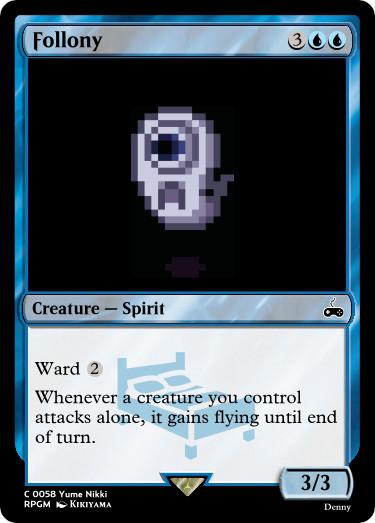 Follony 3
Creature — Spirit
Ward 2
Whenever a creature you control
attacks alone, it gains flying until end
of turn.
3/3
C 0058 Yume Nikki
RPGM KIKIYAMA
Denny